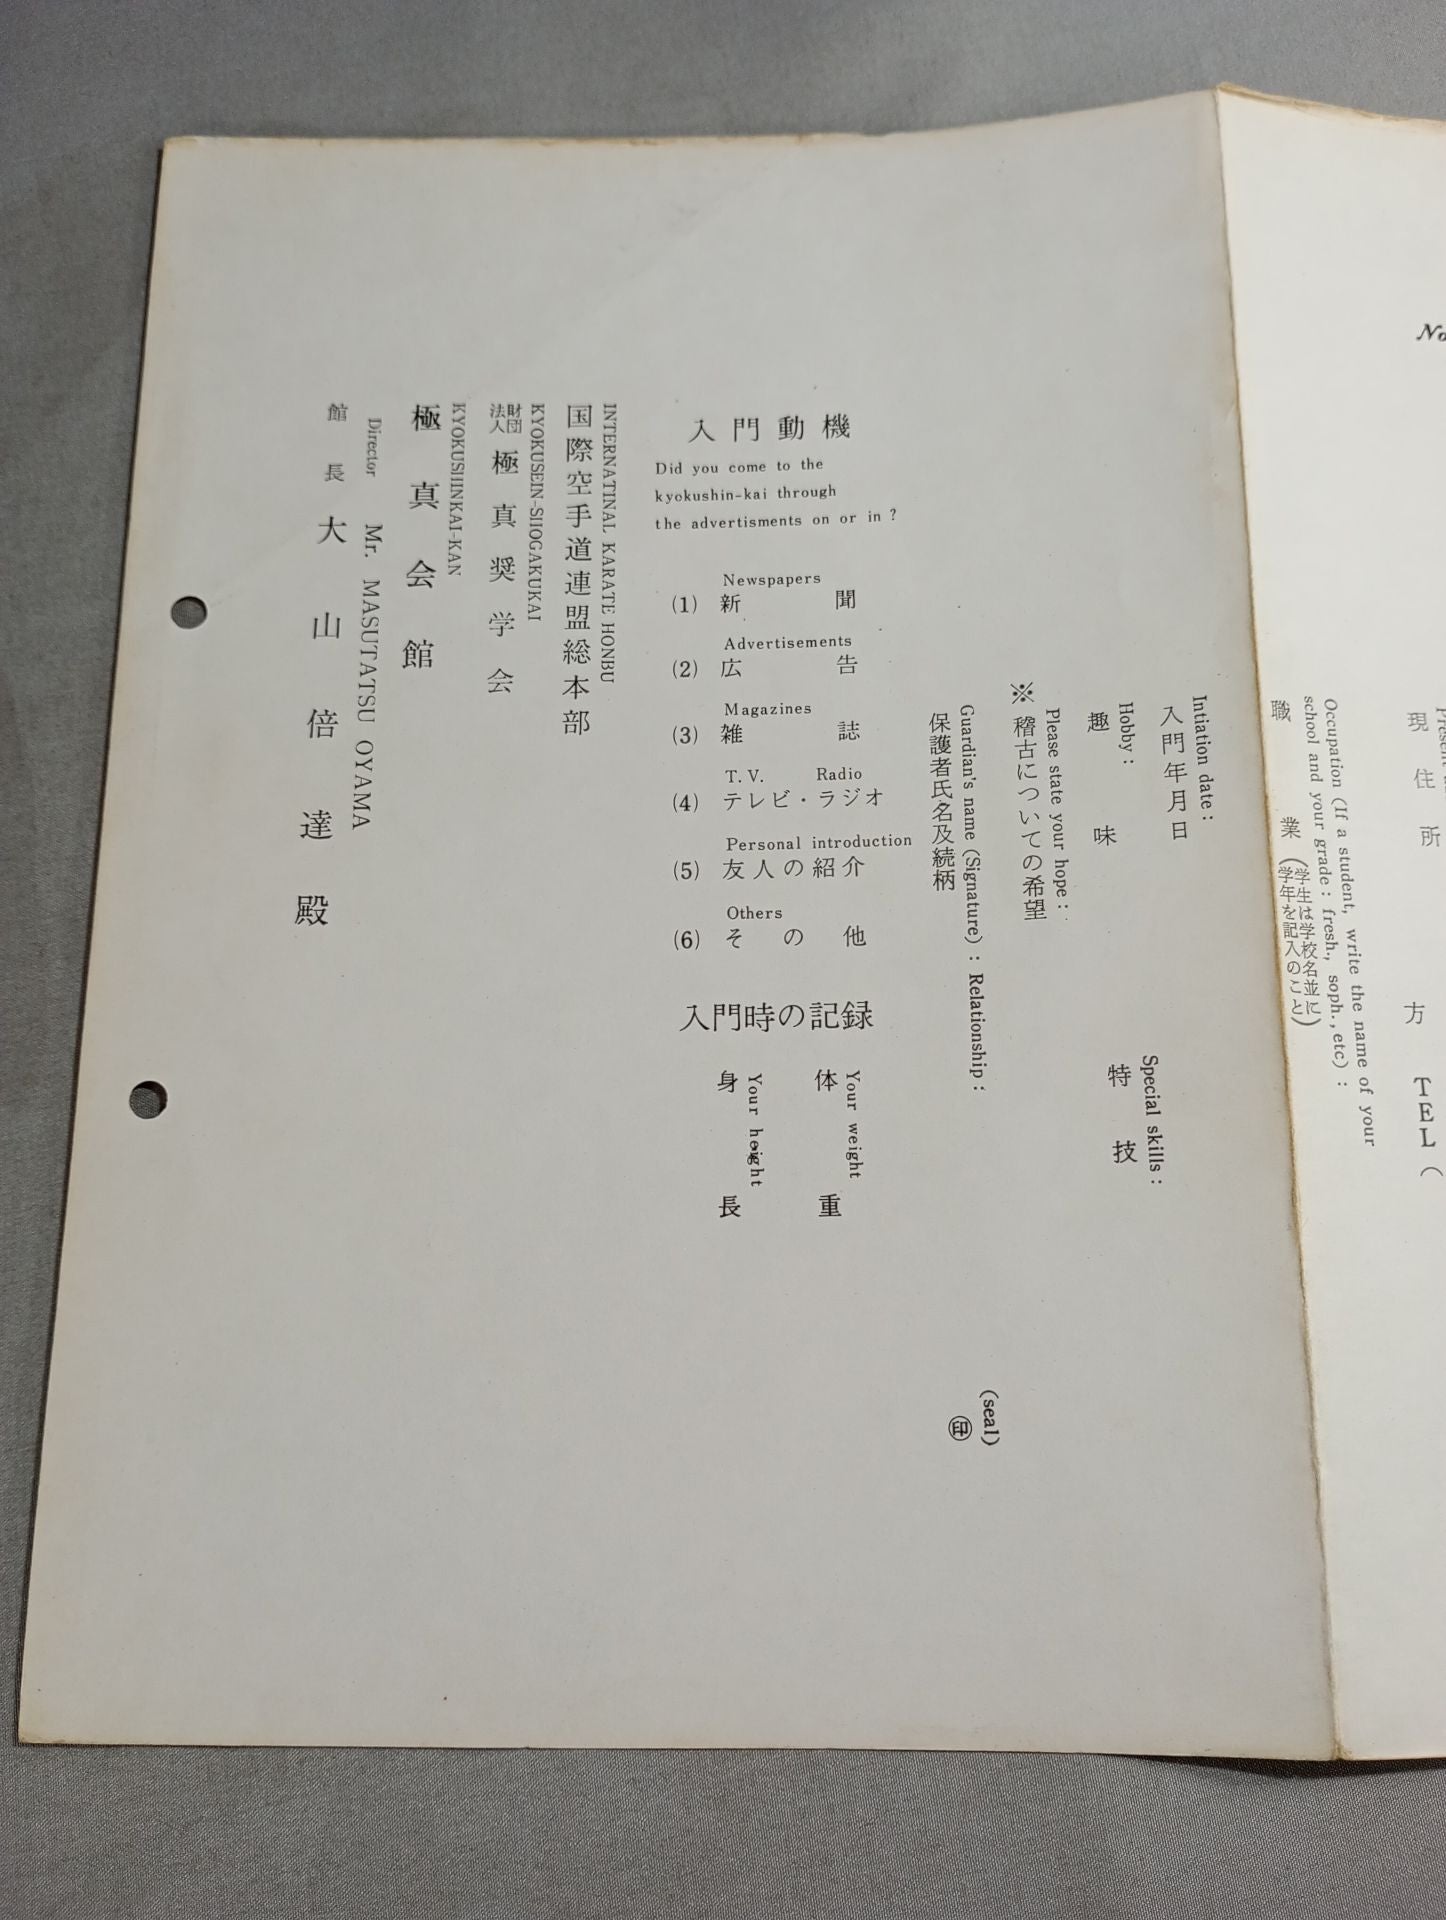 No
現住所
方
TEL (
Occupation (If a student, write the name of your
school and your grade : fresh., soph., etc) :
職業(学生は学校名並に
学年を記入のこと)
Intiation date :
入門年月日
Hobby :
趣味
Special skills :
特技
Please state your hope :
※稽古についての希望
Guardian's name (Signature) : Relationship :
保護者氏名及続柄
(seal)
㊞
入門動機
Did you come to the
kyokushin-kai through
the advertisments on or in ?
Newspapers
(1) 新聞
Advertisements
(2) 広告
Magazines
(3) 雑誌
T.V. Radio
(4) テレビ・ラジオ
Personal introduction
(5) 友人の紹介
Others
(6) その他
入門時の記録
Your weight
体重
Your height
身長
INTERNATINAL KARATE HONBU
国際空手道連盟総本部
KYOKUSEIN-SHOGAKUKAI
財団法人 極真奨学会
KYOKUSHINKAI-KAN
極真会館
Director Mr. MASUTATSU OYAMA
館長 大山倍達殿